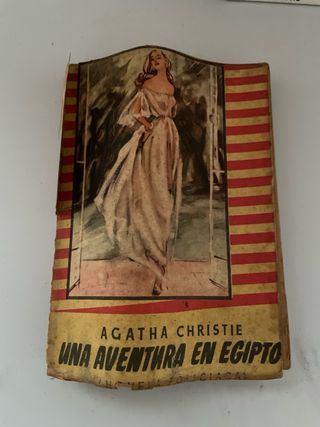 AGATHA CHRISTIE
UNA AVENTURA EN EGIPTO